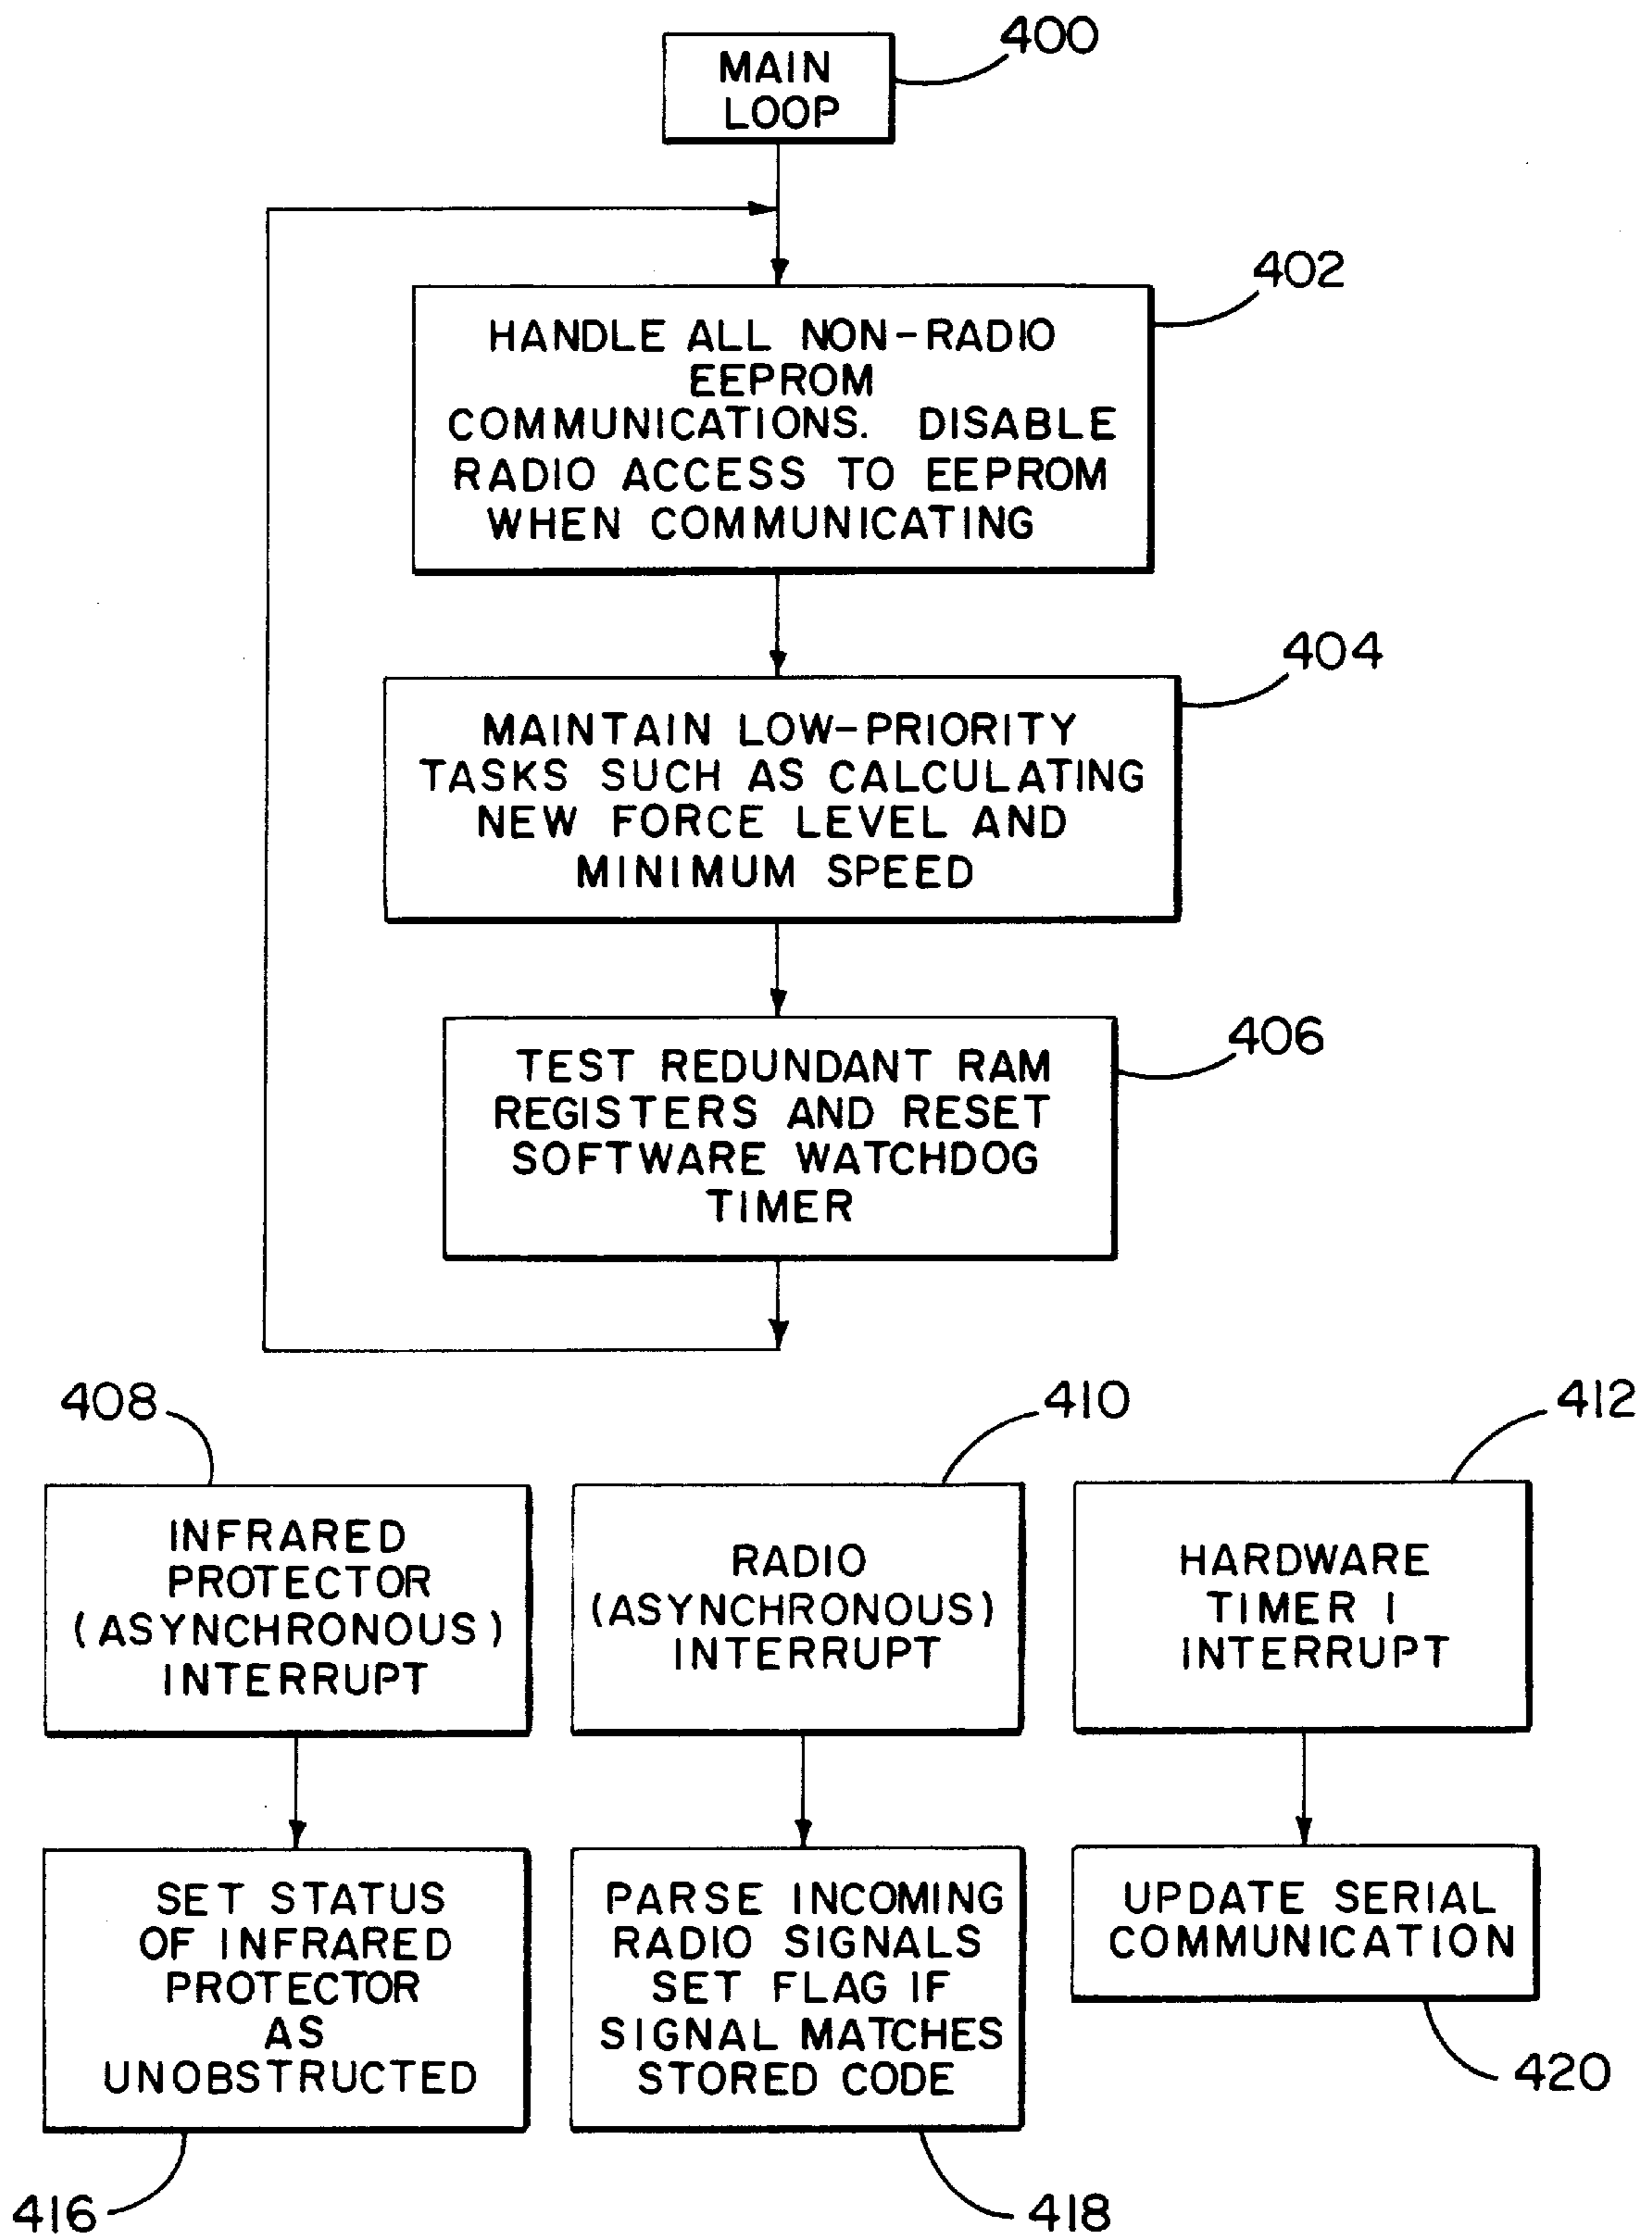 400
MAIN
LOOP
402
HANDLE ALL NON-RADIO
EEPROM
COMMUNICATIONS. DISABLE
RADIO ACCESS TO EEPROM
WHEN COMMUNICATING
404
MAINTAIN LOW-PRIORITY
TASKS SUCH AS CALCULATING
NEW FORCE LEVEL AND
MINIMUM SPEED
406
TEST REDUNDANT RAM
REGISTERS AND RESET
SOFTWARE WATCHDOG
TIMER
408
INFRARED
PROTECTOR
(ASYNCHRONOUS)
INTERRUPT
410
RADIO
(ASYNCHRONOUS)
INTERRUPT
412
HARDWARE
TIMER 1
INTERRUPT
SET STATUS
OF INFRARED
PROTECTOR
AS
UNOBSTRUCTED
416
PARSE INCOMING
RADIO SIGNALS
SET FLAG IF
SIGNAL MATCHES
STORED CODE
418
UPDATE SERIAL
COMMUNICATION
420